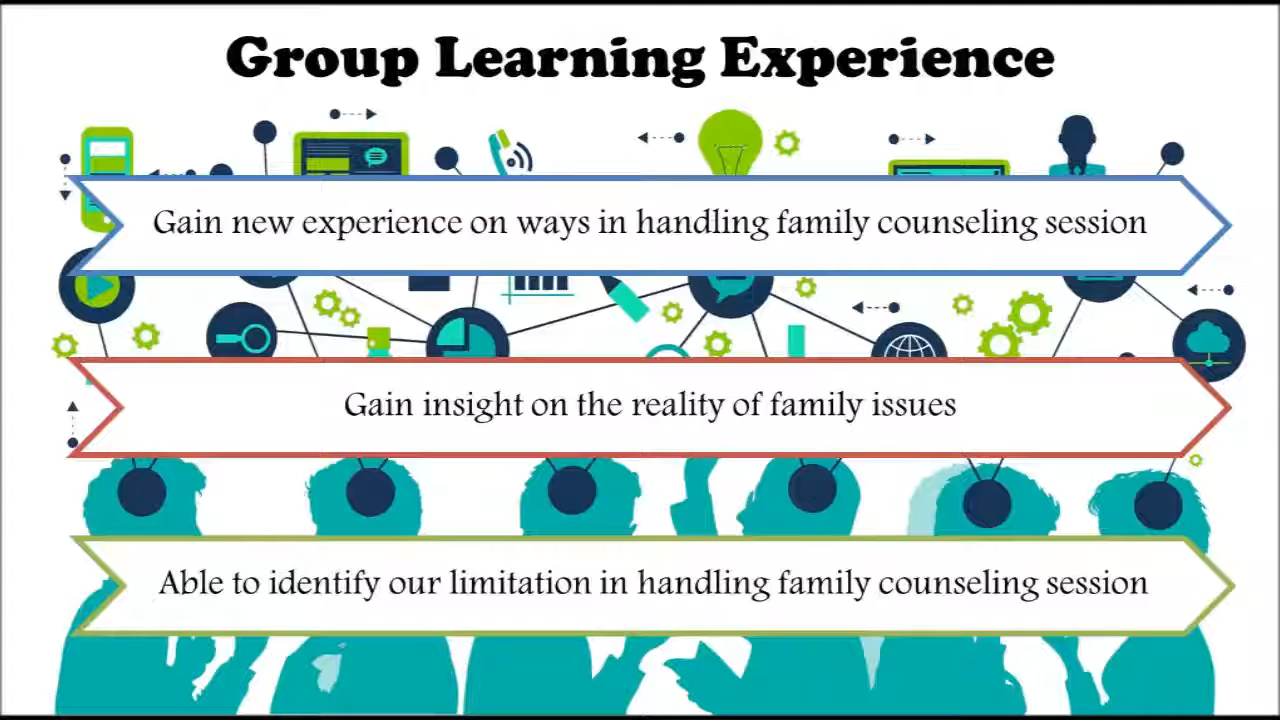 Group Learning Experience
Gain new experience on ways in handling family counseling session
Gain insight on the reality of family issues
Able to identify our limitation in handling family counseling session